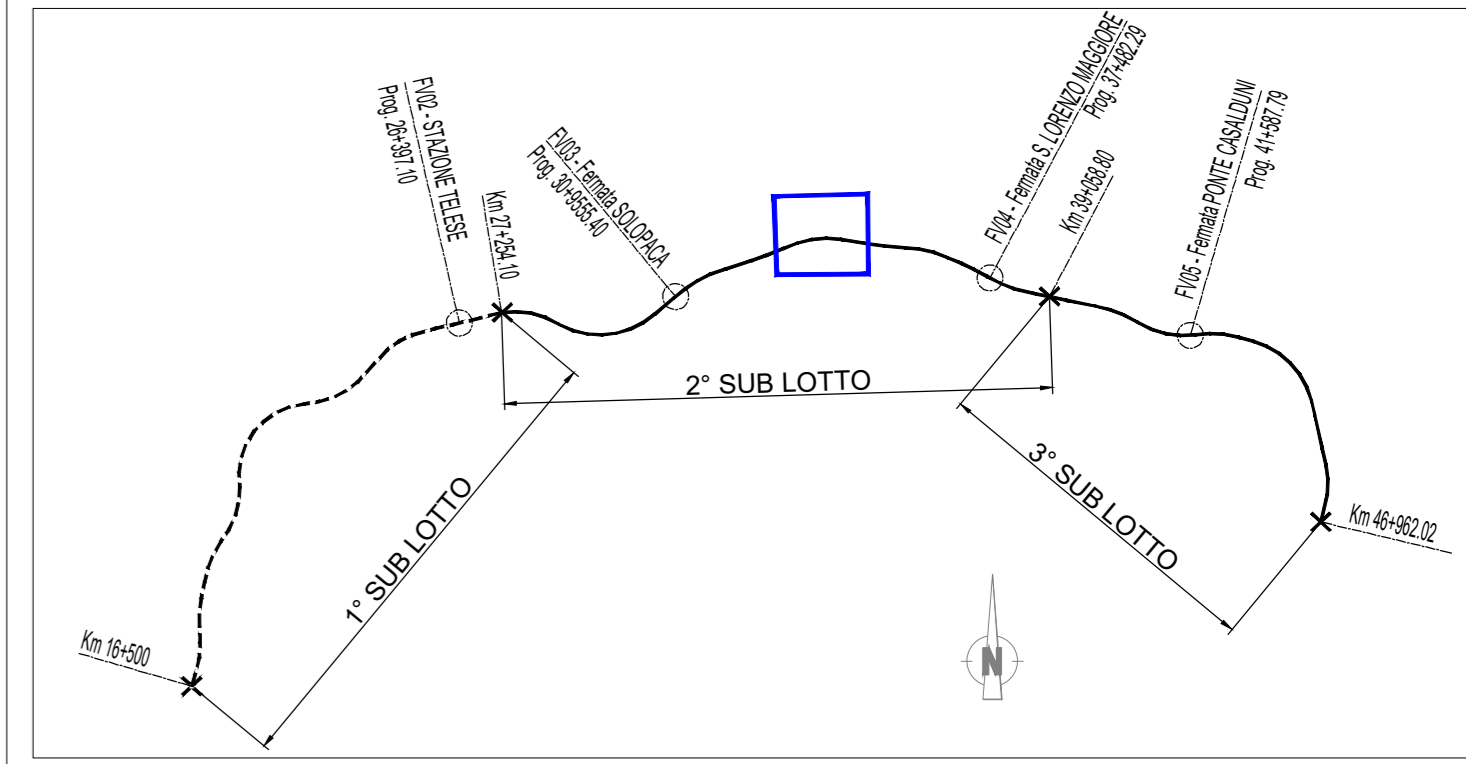 FV02 - STAZIONE TELESE
Prog. 26+397.10
Km 27+254.10
FV03 - Fermata SOLOPACA
Prog. 30+9555.40
FV04 - Fermata S. LORENZO MAGGIORE
Prog. 37+482.29
Km 39+058.80
FV05 - Fermata PONTE CASALDUNI
Prog. 41+587.79
2° SUB LOTTO
1° SUB LOTTO
3° SUB LOTTO
Km 46+962.02
Km 16+500
N